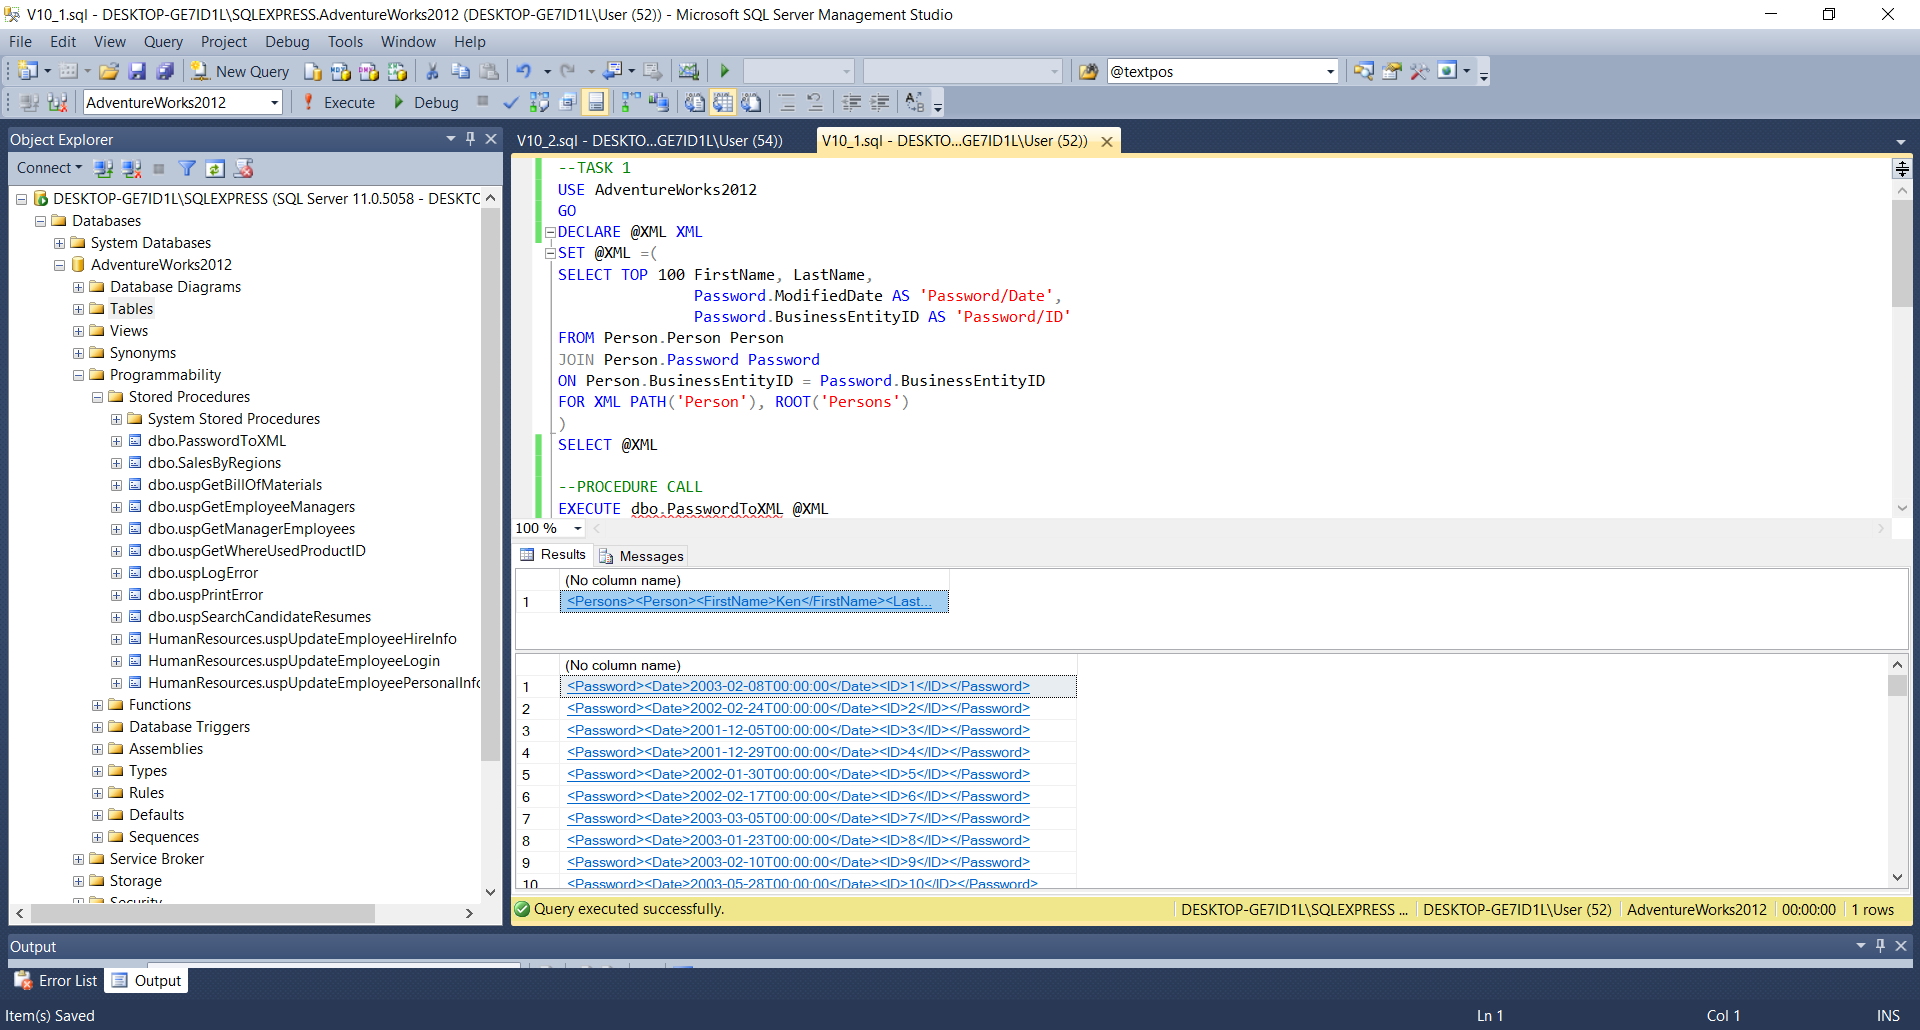 V10_1.sql - DESKTOP-GE7ID1L\SQLEXPRESS.AdventureWorks2012 (DESKTOP-GE7ID1L\User (52)) - Microsoft SQL Server Management Studio
File Edit View Query Project Debug Tools Window Help
New Query @textpos
AdventureWorks2012 Execute Debug
Object Explorer
Connect
DESKTOP-GE7ID1L\SQLEXPRESS (SQL Server 11.0.5058 - DESKTC
Databases
System Databases
AdventureWorks2012
Database Diagrams
Tables
Views
Synonyms
Programmability
Stored Procedures
System Stored Procedures
dbo.PasswordToXML
dbo.SalesByRegions
dbo.uspGetBillOfMaterials
dbo.uspGetEmployeeManagers
dbo.uspGetManagerEmployees
dbo.uspGetWhereUsedProductID
dbo.uspLogError
dbo.uspPrintError
dbo.uspSearchCandidateResumes
HumanResources.uspUpdateEmployeeHireInfo
HumanResources.uspUpdateEmployeeLogin
HumanResources.uspUpdateEmployeePersonalInfo
Functions
Database Triggers
Assemblies
Types
Rules
Defaults
Sequences
Service Broker
Storage
Security
V10_2.sql - DESKTO...GE7ID1L\User (54))
V10_1.sql - DESKTO...GE7ID1L\User (52))
--TASK 1
USE AdventureWorks2012
GO
DECLARE @XML XML
SET @XML =(
SELECT TOP 100 FirstName, LastName,
Password.ModifiedDate AS 'Password/Date',
Password.BusinessEntityID AS 'Password/ID'
FROM Person.Person Person
JOIN Person.Password Password
ON Person.BusinessEntityID = Password.BusinessEntityID
FOR XML PATH('Person'), ROOT('Persons')
)
SELECT @XML
--PROCEDURE CALL
EXECUTE dbo.PasswordToXML @XML
100 %
Results Messages
(No column name)
1 <Persons><Person><FirstName>Ken</FirstName><Last...
(No column name)
1 <Password><Date>2003-02-08T00:00:00</Date><ID>1</ID></Password>
2 <Password><Date>2002-02-24T00:00:00</Date><ID>2</ID></Password>
3 <Password><Date>2001-12-05T00:00:00</Date><ID>3</ID></Password>
4 <Password><Date>2001-12-29T00:00:00</Date><ID>4</ID></Password>
5 <Password><Date>2002-01-30T00:00:00</Date><ID>5</ID></Password>
6 <Password><Date>2002-02-17T00:00:00</Date><ID>6</ID></Password>
7 <Password><Date>2003-03-05T00:00:00</Date><ID>7</ID></Password>
8 <Password><Date>2003-01-23T00:00:00</Date><ID>8</ID></Password>
9 <Password><Date>2003-02-10T00:00:00</Date><ID>9</ID></Password>
10 <Password><Date>2003-05-28T00:00:00</Date><ID>10</ID></Password>
Query executed successfully. DESKTOP-GE7ID1L\SQLEXPRESS ... DESKTOP-GE7ID1L\User (52) AdventureWorks2012 00:00:00 1 rows
Output
Error List Output
Item(s) Saved Ln 1 Col 1 INS